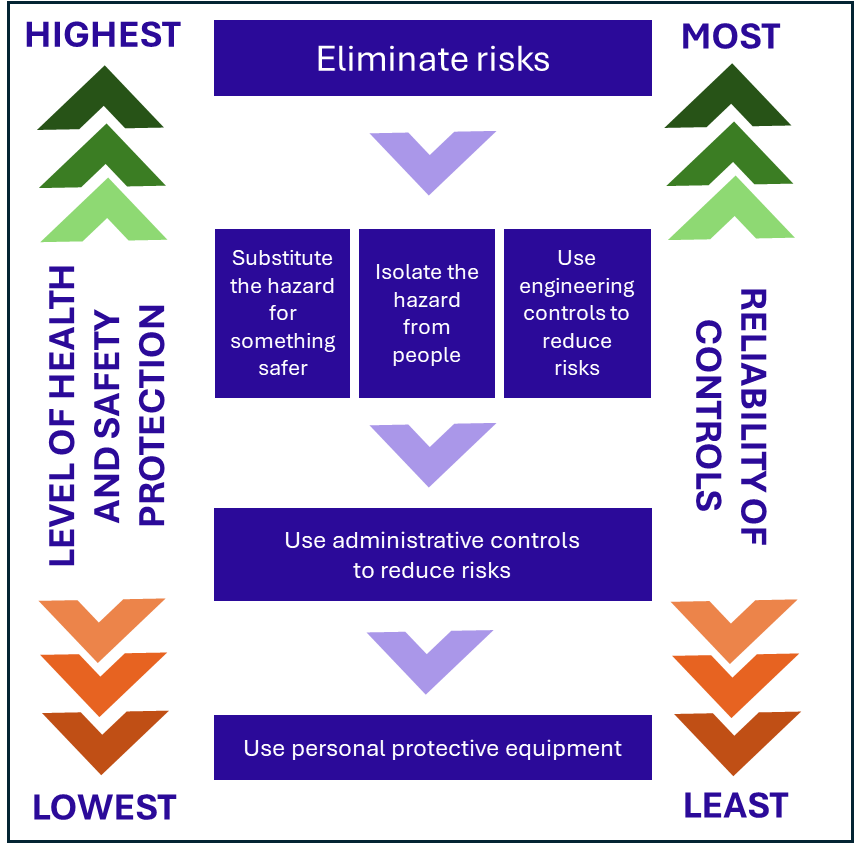 HIGHEST
MOST
Eliminate risks
Substitute
the hazard
for
something
safer
Isolate the
hazard
from
people
Use
engineering
controls to
reduce
risks
LEVEL OF HEALTH
AND SAFETY
PROTECTION
RELIABILITY OF
CONTROLS
Use administrative controls
to reduce risks
Use personal protective equipment
LOWEST
LEAST